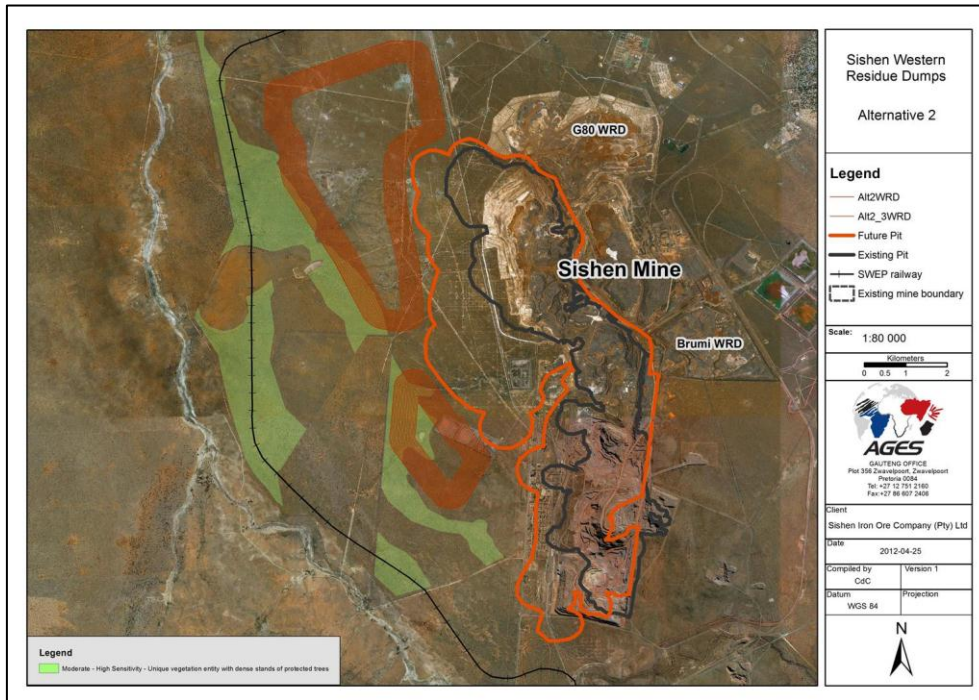 Sishen Western
Residue Dumps
Alternative 2
Legend
Alt2WRD
Alt2_3WRD
Future Pit
Existing Pit
SWEP railway
Existing mine boundary
Scale:
1:80 000
Kilometers
0 0.5 1 2
AGES
GAUTENG OFFICE
Plot 356 Zwavelpoort, Zwavelpoort
Pretoria 0084
Tel: +27 12 751 2160
Fax:+27 86 607 2406
Client
Sishen Iron Ore Company (Pty) Ltd
Date
2012-04-25
Compiled by
CdC
Version 1
Datum
WGS 84
Projection
N
G80 WRD
Sishen Mine
Brumi WRD
Legend
Moderate - High Sensitivity - Unique vegetation entity with dense stands of protected trees